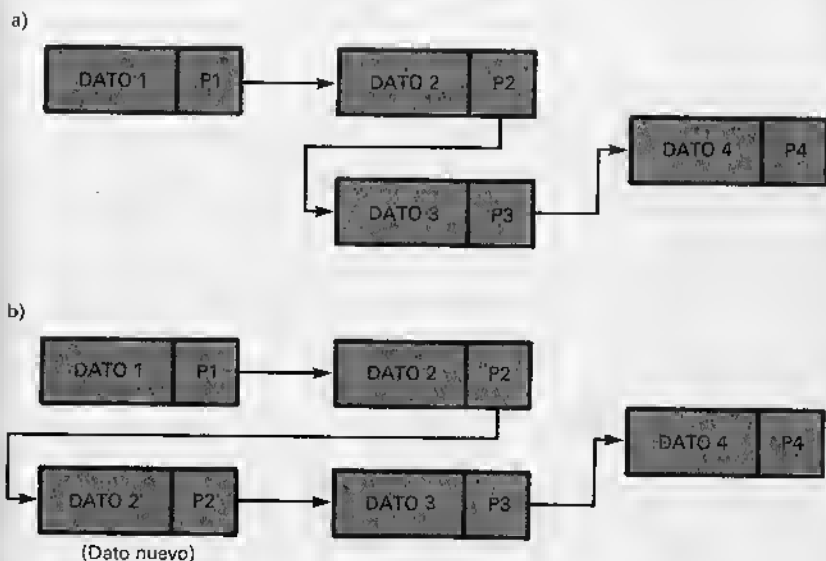 a)
DATO 1 P1 DATO 2 P2
DATO 4 P4
DATO 3 P3
b)
DATO 1 P1 DATO 2 P2
DATO 4 P4
DATO 2' P2' DATO 3 P3
(Dato nuevo)